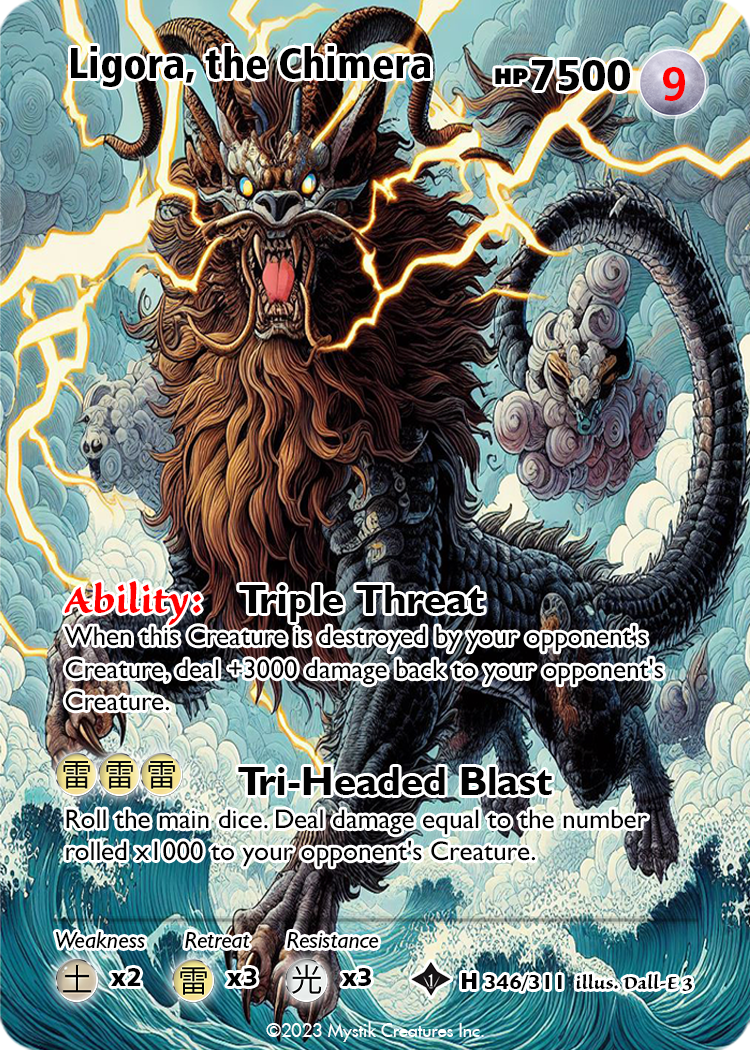 Ligora, the Chimera HP7500 9
Ability: Triple Threat
When this Creature is destroyed by your opponent's
Creature, deal +3000 damage back to your opponent's
Creature.
雷 雷 雷 Tri-Headed Blast
Roll the main dice. Deal damage equal to the number
rolled x1000 to your opponent's Creature.
Weakness Retreat Resistance
土 x2 雷 x3 光 x3 1 H 346/311 illus. Dall-E 3
©2023 Mystik Creatures Inc.